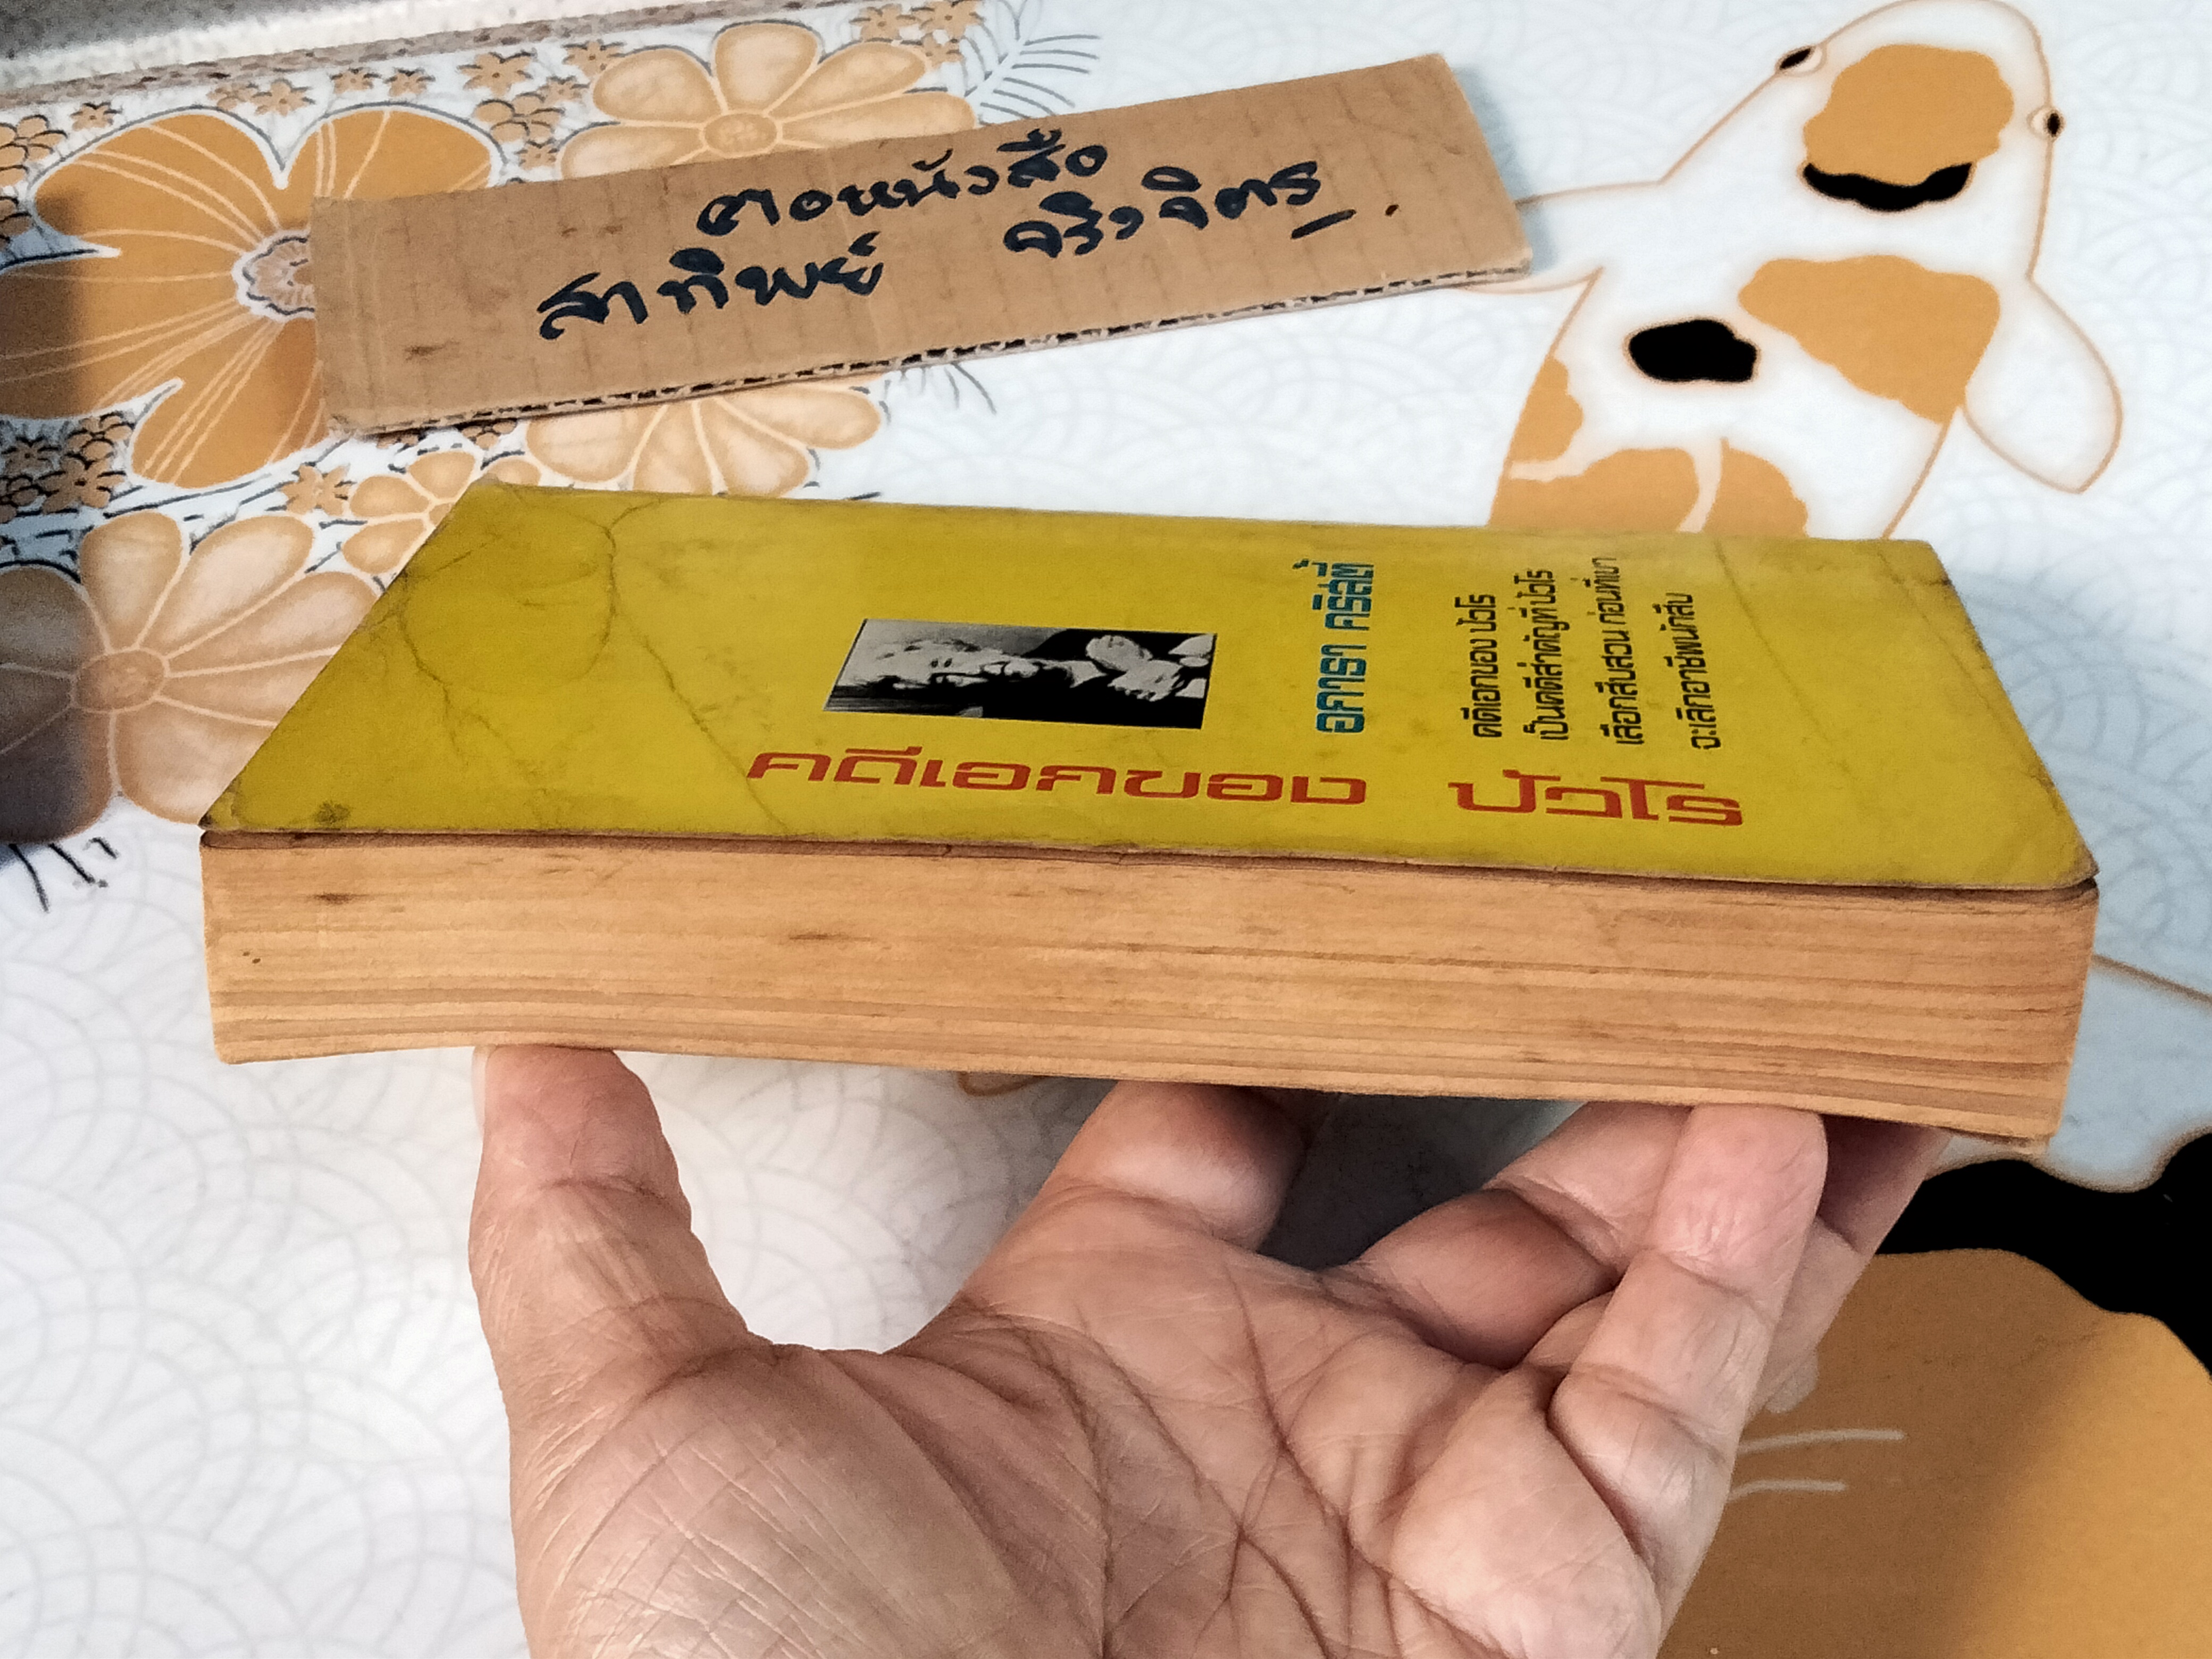 ตอหนังสือ
สาทิพย์ จริงจิตร
คดีเอกของ ปัวโร
อกาธา คริสตี้
คดีเอกของ ปัวโร
เป็นคดีสำคัญที่ ปัวโร
เลือกสืบสวน ก่อนที่เขา
จะเลิกอาชีพนักสืบ